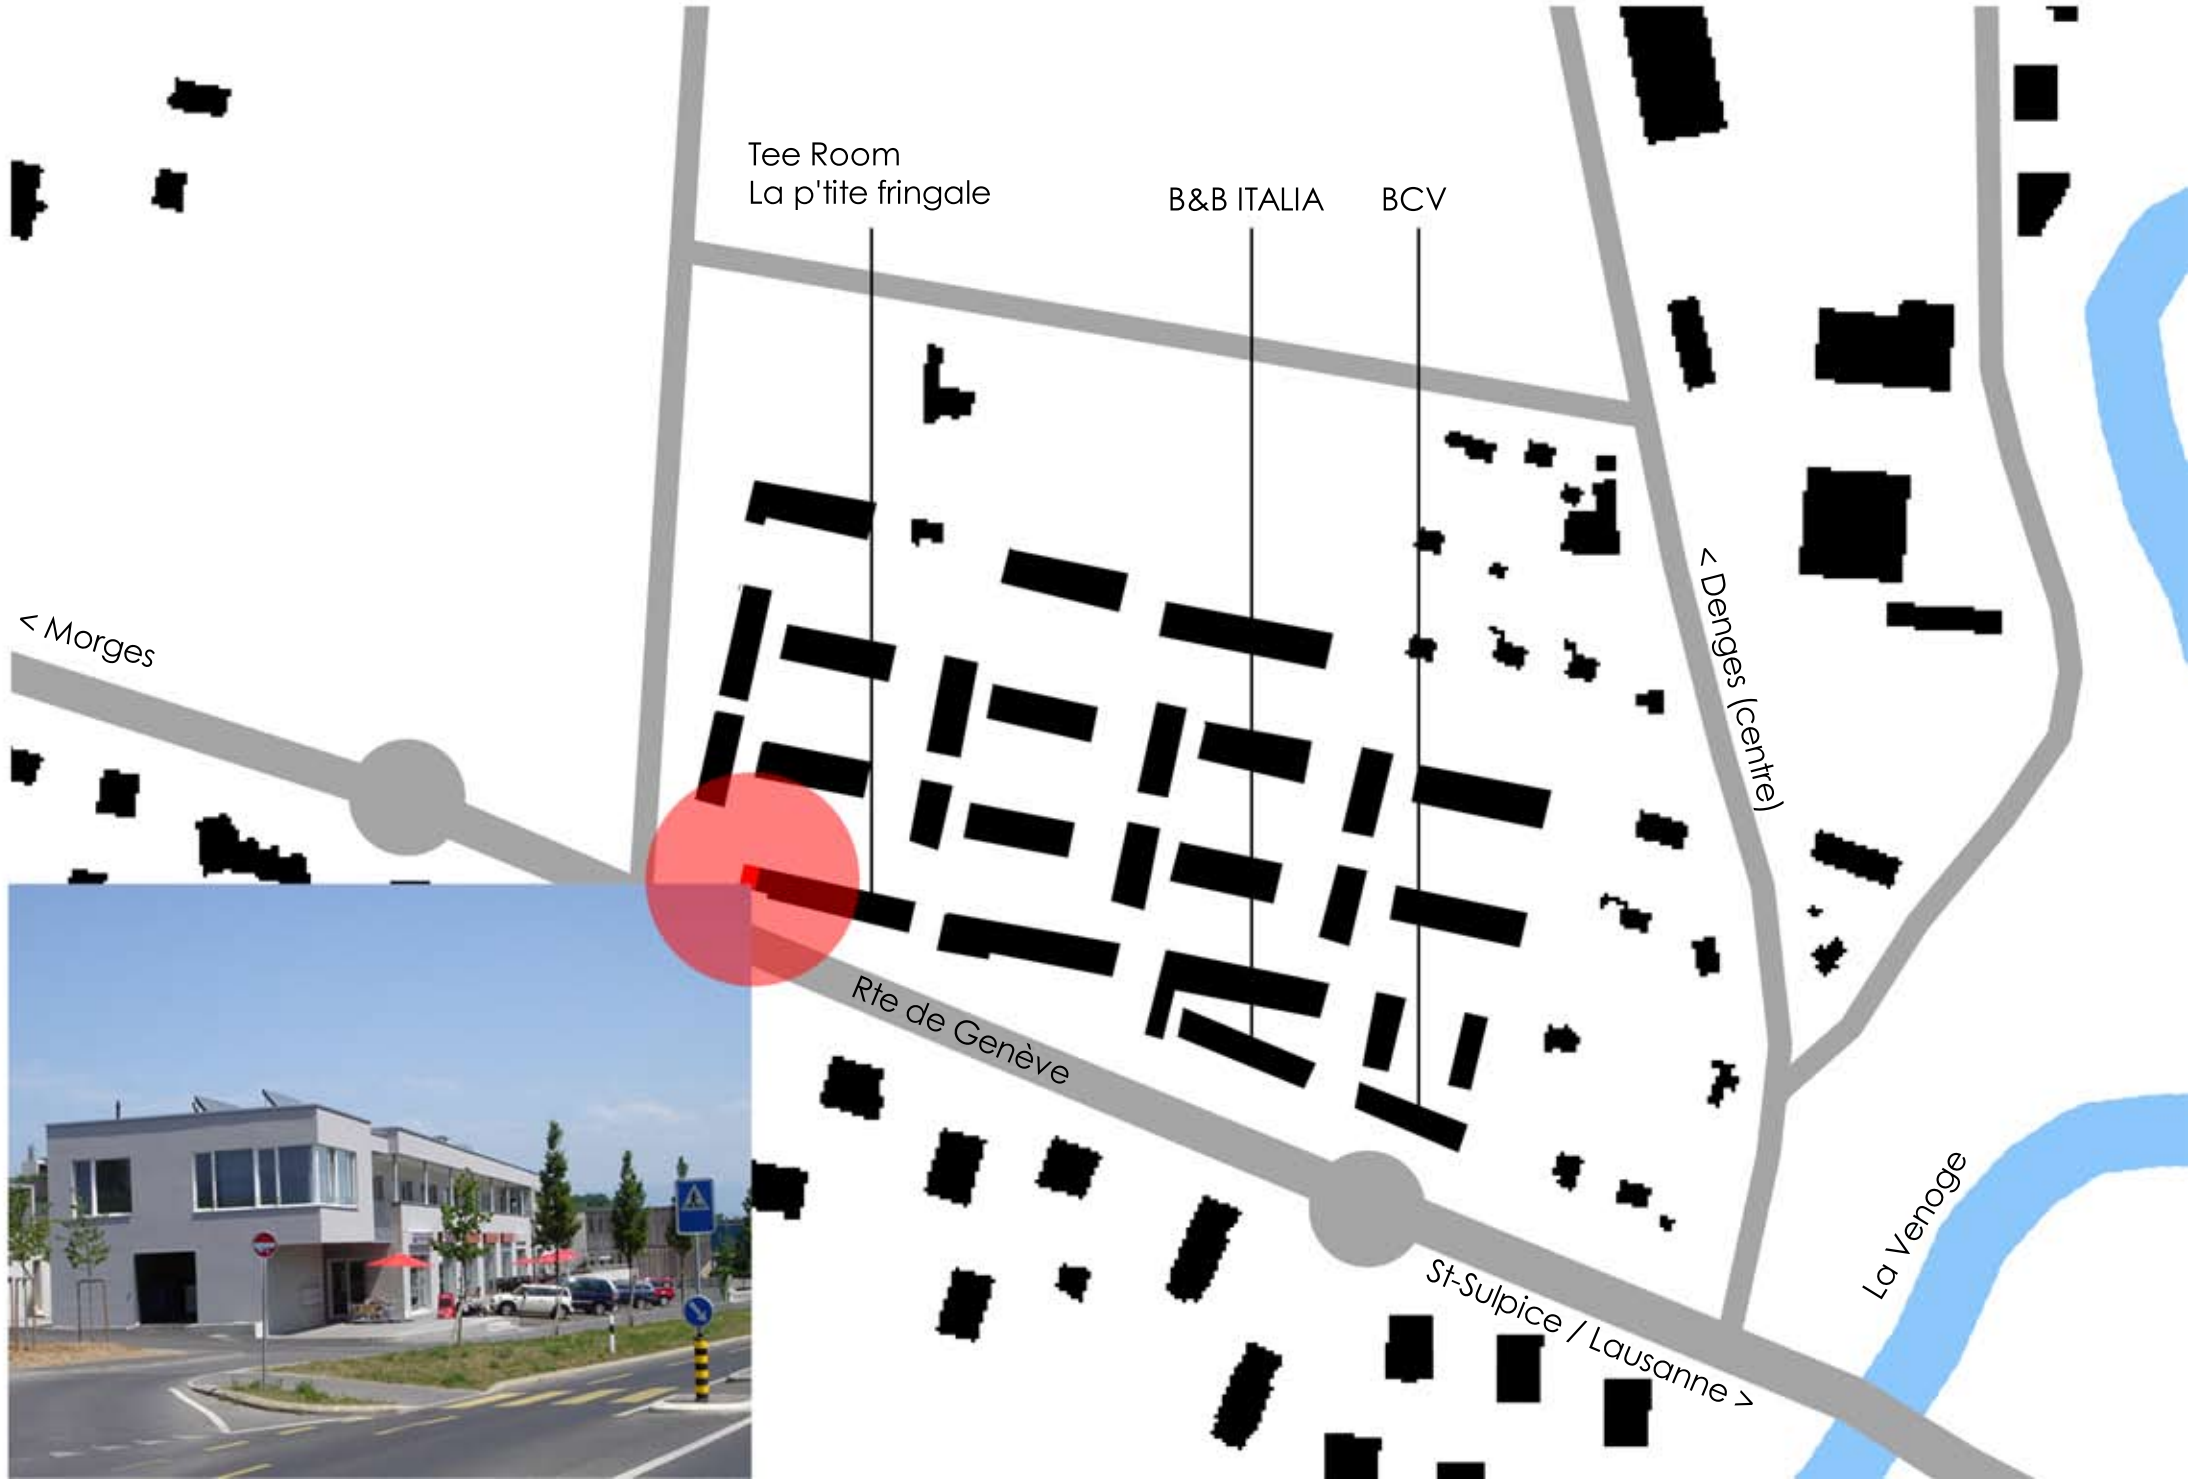 Tee Room
La p'tite fringale
B&B ITALIA
BCV
< Morges
< Denges (centre)
Rte de Genève
St-Sulpice / Lausanne >
La Venoge